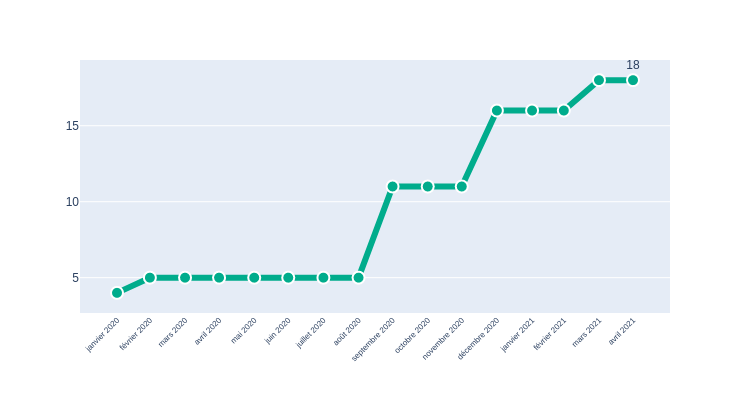 18
15
10
5
janvier 2020
février 2020
mars 2020
avril 2020
mai 2020
juin 2020
juillet 2020
août 2020
septembre 2020
octobre 2020
novembre 2020
décembre 2020
janvier 2021
février 2021
mars 2021
avril 2021